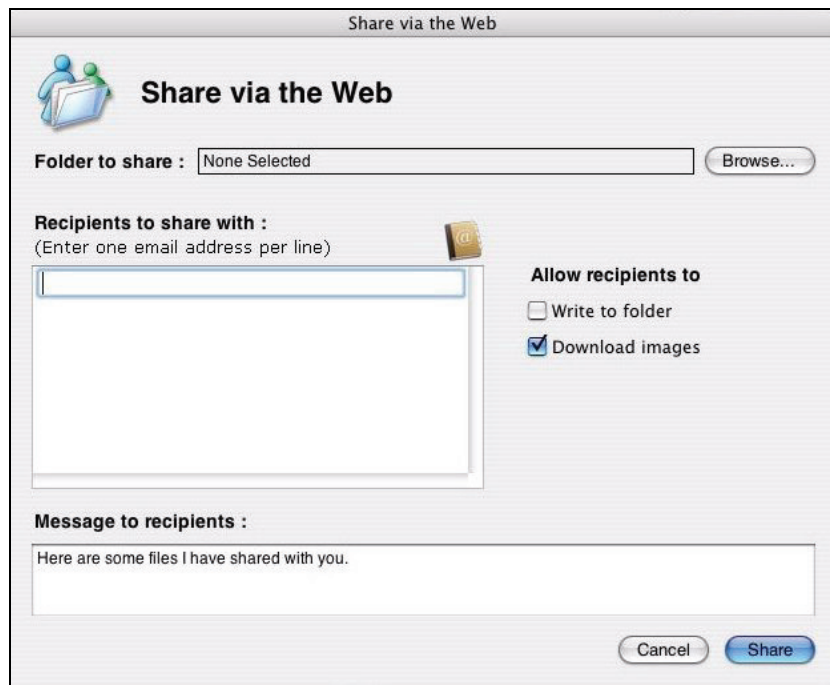 Share via the Web
Share via the Web
Folder to share : None Selected Browse...
Recipients to share with :
(Enter one email address per line)
@
Allow recipients to
Write to folder
Download images
Message to recipients :
Here are some files I have shared with you.
Cancel Share